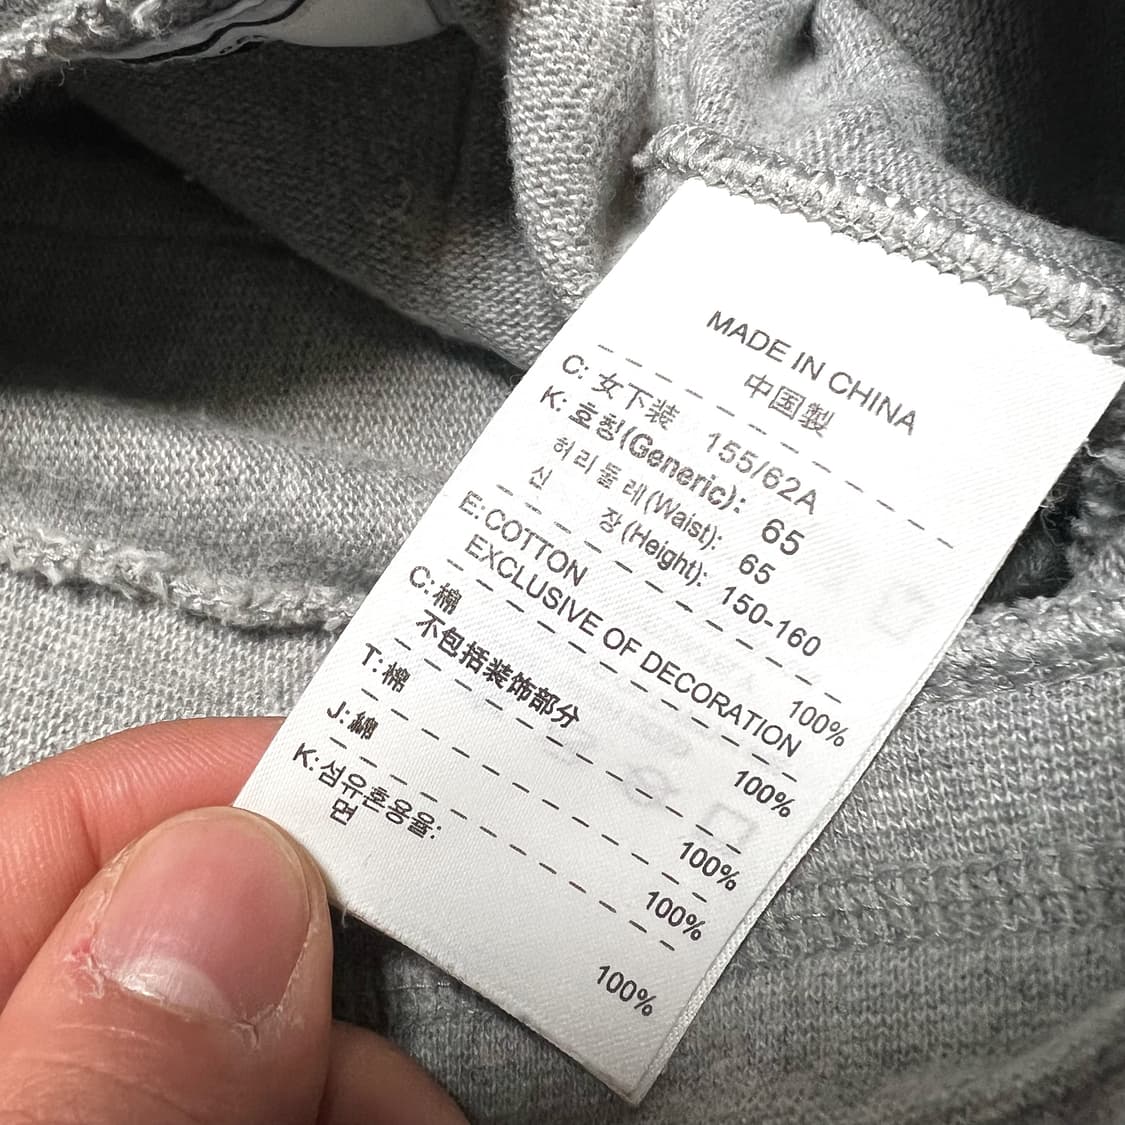 MADE IN CHINA
中国製
C: 女下装 155/62A
K: 호칭(Generic): 65
허리둘레(Waist): 65
신 장(Height): 150-160
E: COTTON 100%
EXCLUSIVE OF DECORATION
C: 棉 100%
不包括装饰部分
T: 棉 100%
J: 綿 100%
K: 섬유혼용율:
면 100%